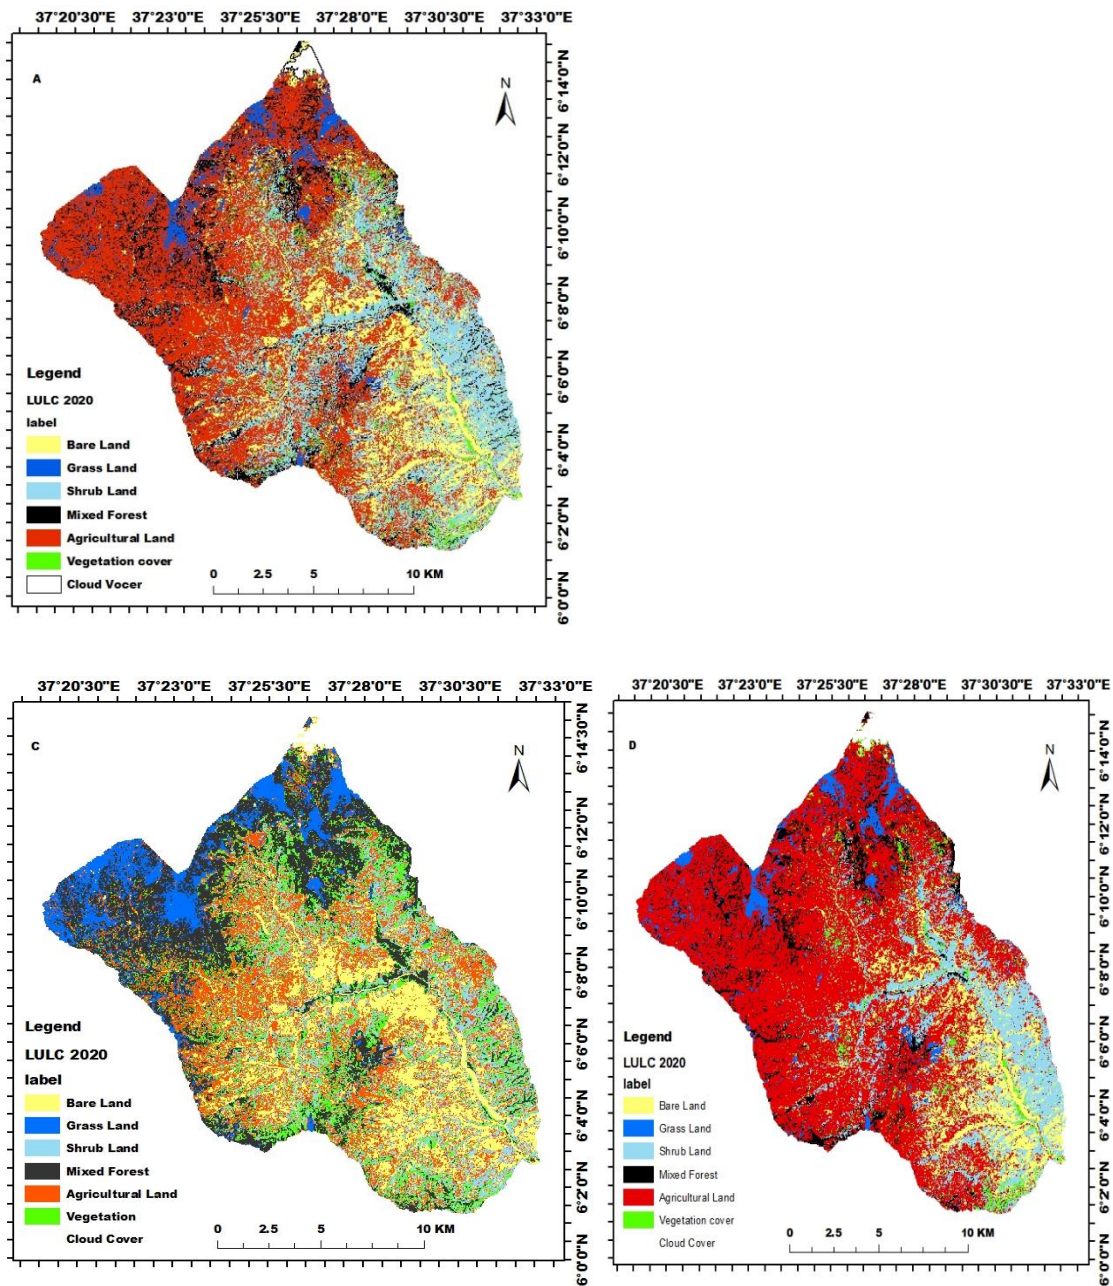 37°20'30"E 37°23'0"E 37°25'30"E 37°28'0"E 37°30'30"E 37°33'0"E
A
N
6°14'0"N
6°12'0"N
6°10'0"N
6°8'0"N
6°6'0"N
6°4'0"N
6°2'0"N
6°0'0"N
Legend
LULC 2020
label
Bare Land
Grass Land
Shrub Land
Mixed Forest
Agricultural Land
Vegetation cover
Cloud Vocer
0 2.5 5 10 KM
37°20'30"E 37°23'0"E 37°25'30"E 37°28'0"E 37°30'30"E 37°33'0"E
C
N
6°14'30"N
6°12'0"N
6°10'0"N
6°8'0"N
6°6'0"N
6°4'0"N
6°2'0"N
6°0'0"N
Legend
LULC 2020
label
Bare Land
Grass Land
Shrub Land
Mixed Forest
Agricultural Land
Vegetation
Cloud Cover
0 2.5 5 10 KM
37°20'30"E 37°23'0"E 37°25'30"E 37°28'0"E 37°30'30"E 37°33'0"E
D
N
6°14'0"N
6°12'0"N
6°10'0"N
6°8'0"N
6°6'0"N
6°4'0"N
6°2'0"N
Legend
LULC 2020
label
Bare Land
Grass Land
Shrub Land
Mixed Forest
Agricultural Land
Vegetation cover
Cloud Cover
0 2.5 5 10 KM